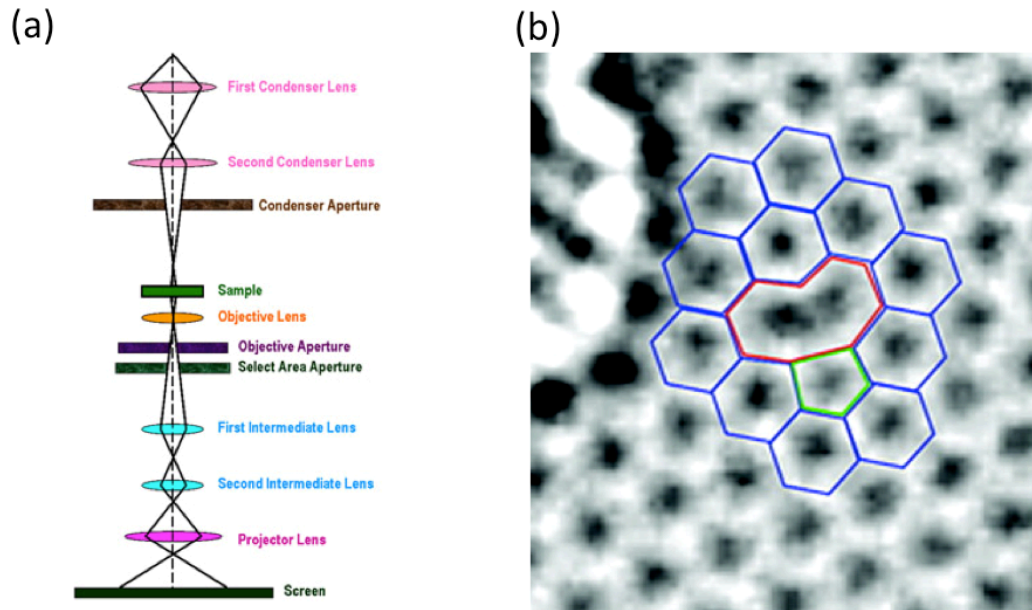 (a)
First Condenser Lens
Second Condenser Lens
Condenser Aperture
Sample
Objective Lens
Objective Aperture
Select Area Aperture
First Intermediate Lens
Second Intermediate Lens
Projector Lens
Screen
(b)